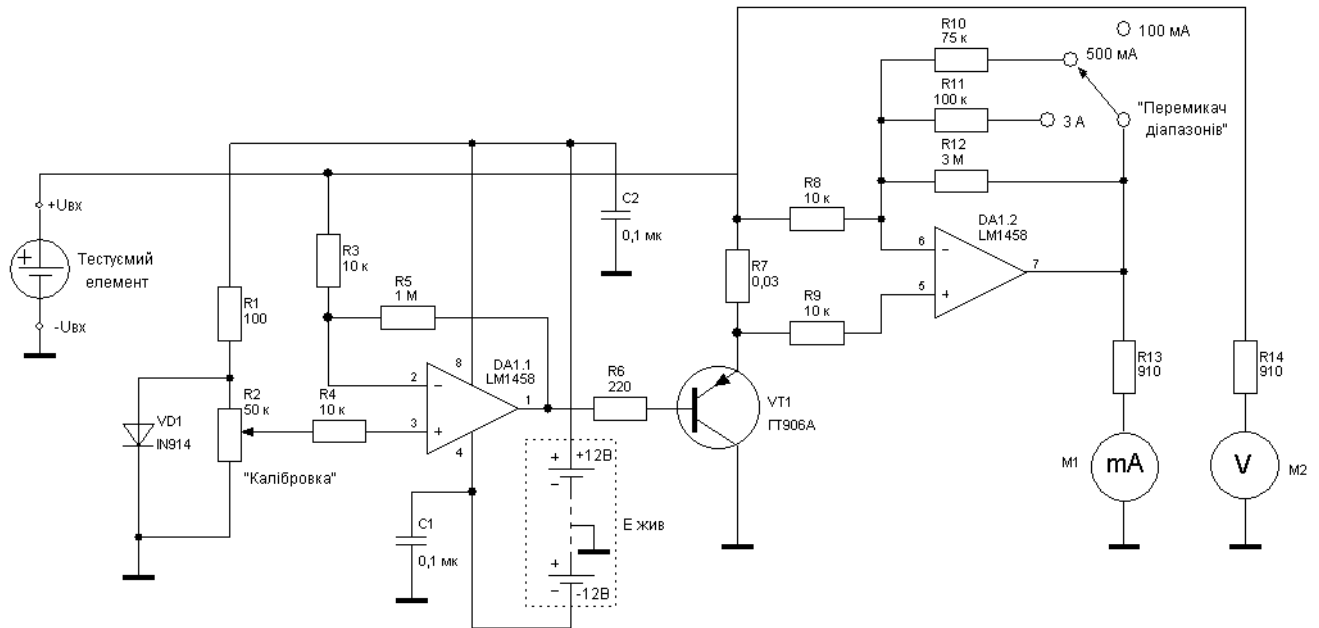 R10
75 к
100 мА
500 мА
R11
100 к
3 А
"Перемикач
діапазонів"
R12
3 М
+Uвх
C2
0,1 мк
R8
10 к
DA1.2
LM1458
Тестуємий
елемент
R3
10 к
R7
0,03
6
7
5
R5
1 М
R9
10 к
-Uвх
R1
100
DA1.1
LM1458
8
R6
220
R13
910
R14
910
2
1
VD1
IN914
R2
50 к
R4
10 к
3
4
VT1
ГТ906А
"Калібровка"
+12В
М1
mA
V
М2
C1
0,1 мк
Е жив
-12В